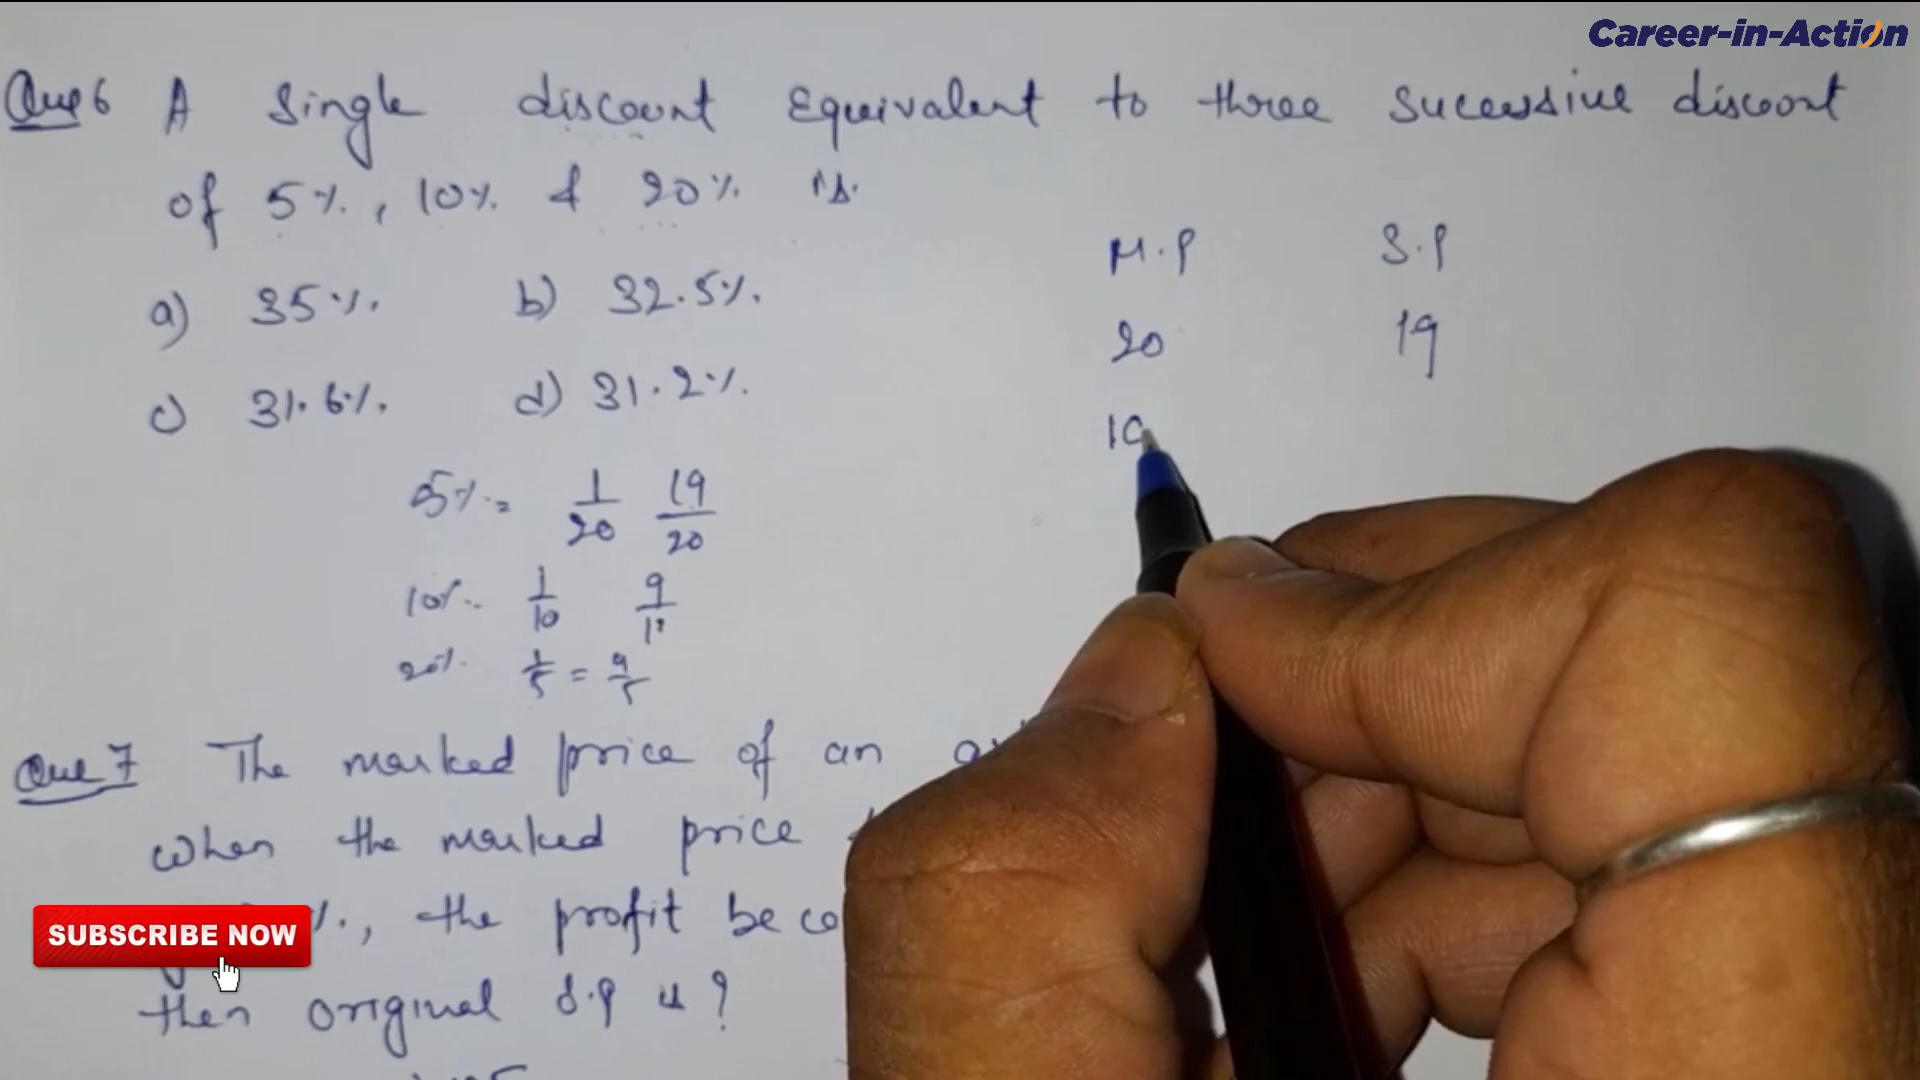 Career-in-Action
Que 6 A Single discount Equivalent to three Sucessive discount
of 5%, 10% & 20% is.
a) 35%. b) 32.5%.
c) 31.6%. d) 31.2%.
M.P S.P
20 19
10
5% = 1/20 19/20
10%. 1/10 9/10
20%. 1/5 = 4/5
Que 7 The marked price of an
when the marked price
%, the profit beco
then original S.P is ?
SUBSCRIBE NOW